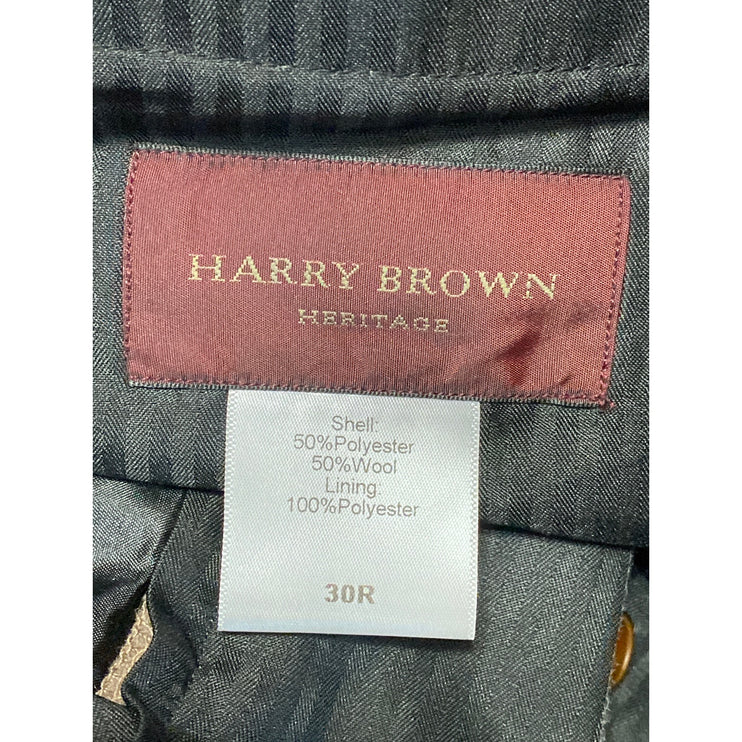 HARRY BROWN
HERITAGE
Shell:
50%Polyester
50%Wool
Lining:
100%Polyester
30R